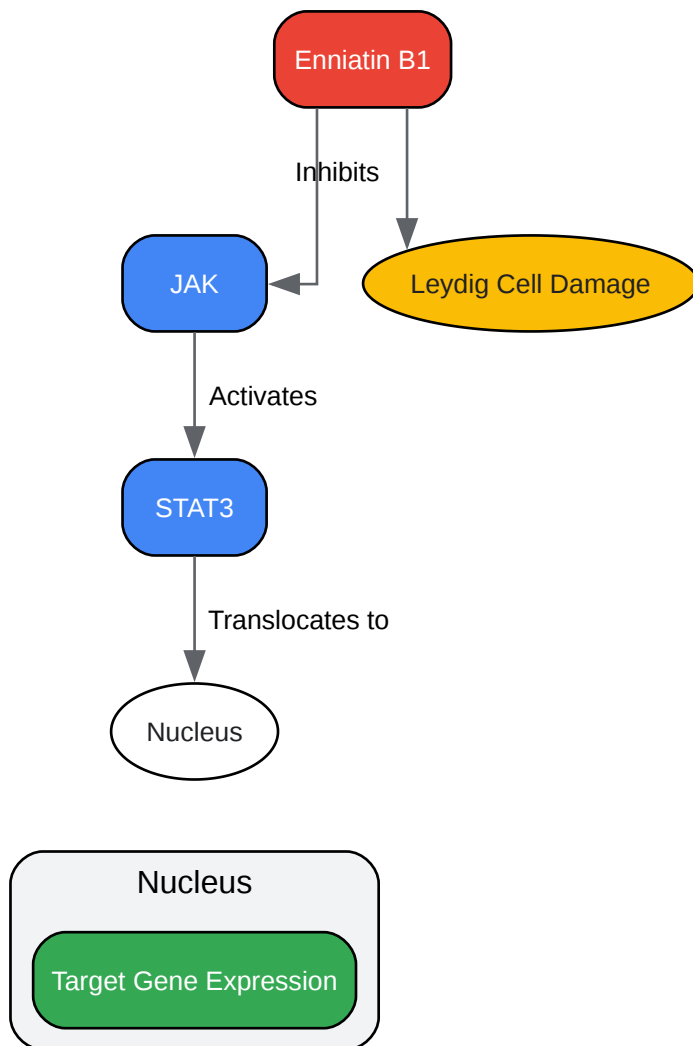 Enniatin B1
Inhibits
JAK
Leydig Cell Damage
Activates
STAT3
Translocates to
Nucleus
Nucleus
Target Gene Expression